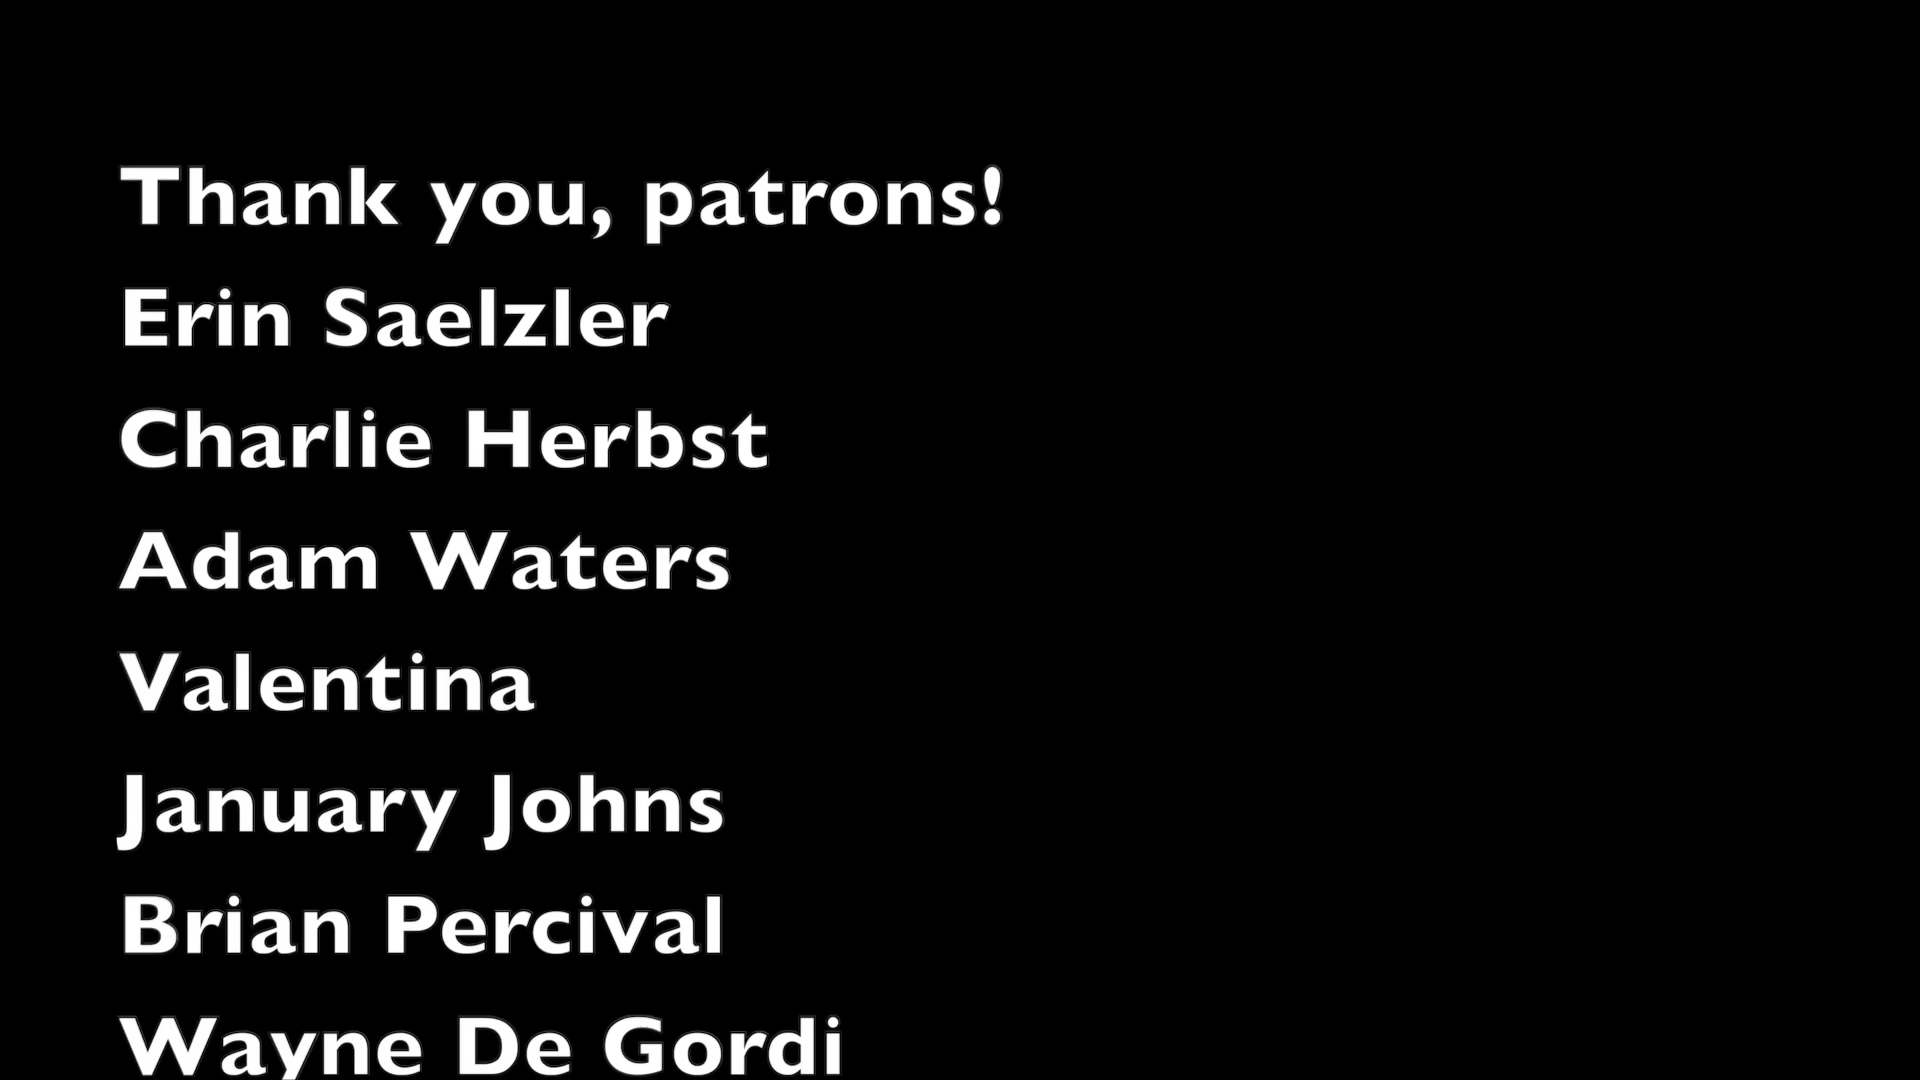 Thank you, patrons!
Erin Saelzler
Charlie Herbst
Adam Waters
Valentina
January Johns
Brian Percival
Wayne De Gordi